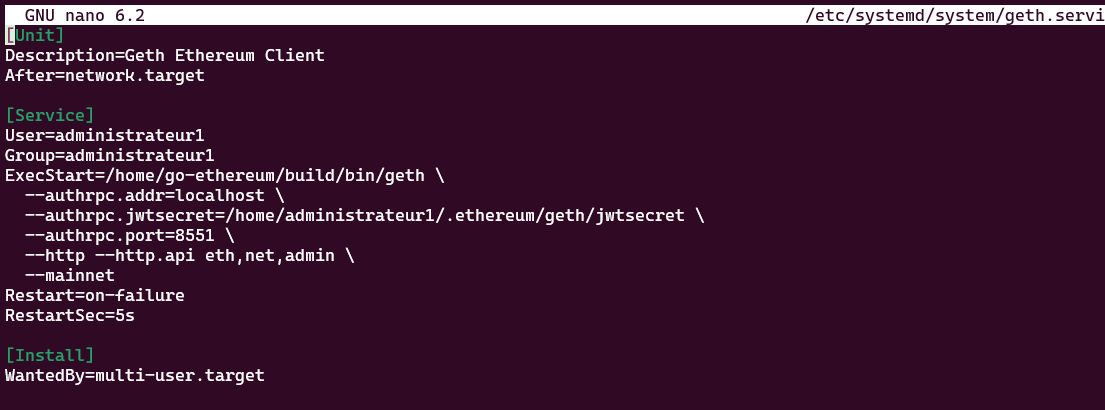 GNU nano 6.2 /etc/systemd/system/geth.servi
[Unit]
Description=Geth Ethereum Client
After=network.target
[Service]
User=administrateur1
Group=administrateur1
ExecStart=/home/go-ethereum/build/bin/geth \
--authrpc.addr=localhost \
--authrpc.jwtsecret=/home/administrateur1/.ethereum/geth/jwtsecret \
--authrpc.port=8551 \
--http --http.api eth,net,admin \
--mainnet
Restart=on-failure
RestartSec=5s
[Install]
WantedBy=multi-user.target